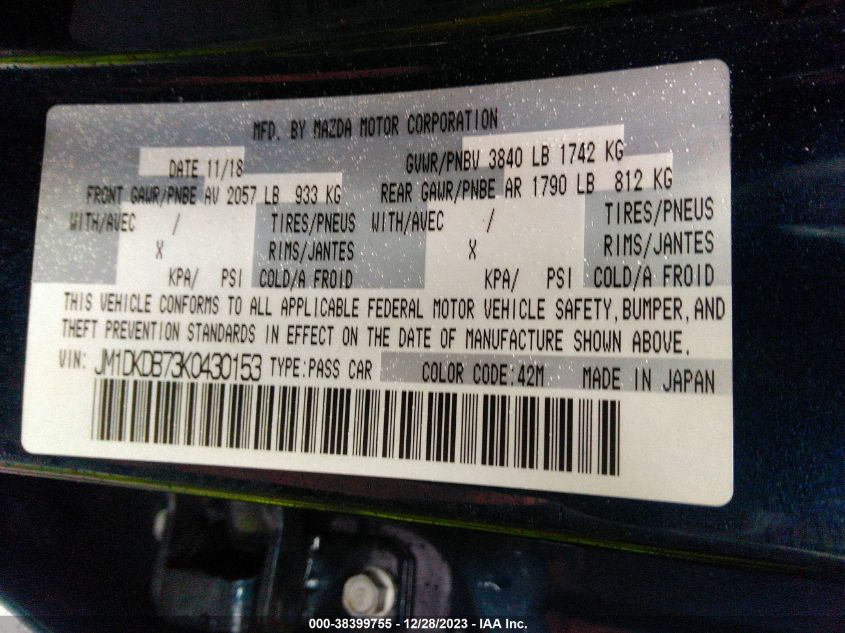 MFD. BY MAZDA MOTOR CORPORATION
DATE 11/18 GVWR/PNBV 3840 LB 1742 KG
FRONT GAWR/PNBE AV 2057 LB 933 KG REAR GAWR/PNBE AR 1790 LB 812 KG
WITH/AVEC / TIRES/PNEUS WITH/AVEC / TIRES/PNEUS
X RIMS/JANTES X RIMS/JANTES
KPA/ PSI COLD/A FROID KPA/ PSI COLD/A FROID
THIS VEHICLE CONFORMS TO ALL APPLICABLE FEDERAL MOTOR VEHICLE SAFETY, BUMPER, AND
THEFT PREVENTION STANDARDS IN EFFECT ON THE DATE OF MANUFACTURE SHOWN ABOVE.
VIN: JM1DKDB73K0430153 TYPE:PASS CAR COLOR CODE:42M MADE IN JAPAN
000-38399755 - 12/28/2023 - IAA Inc.